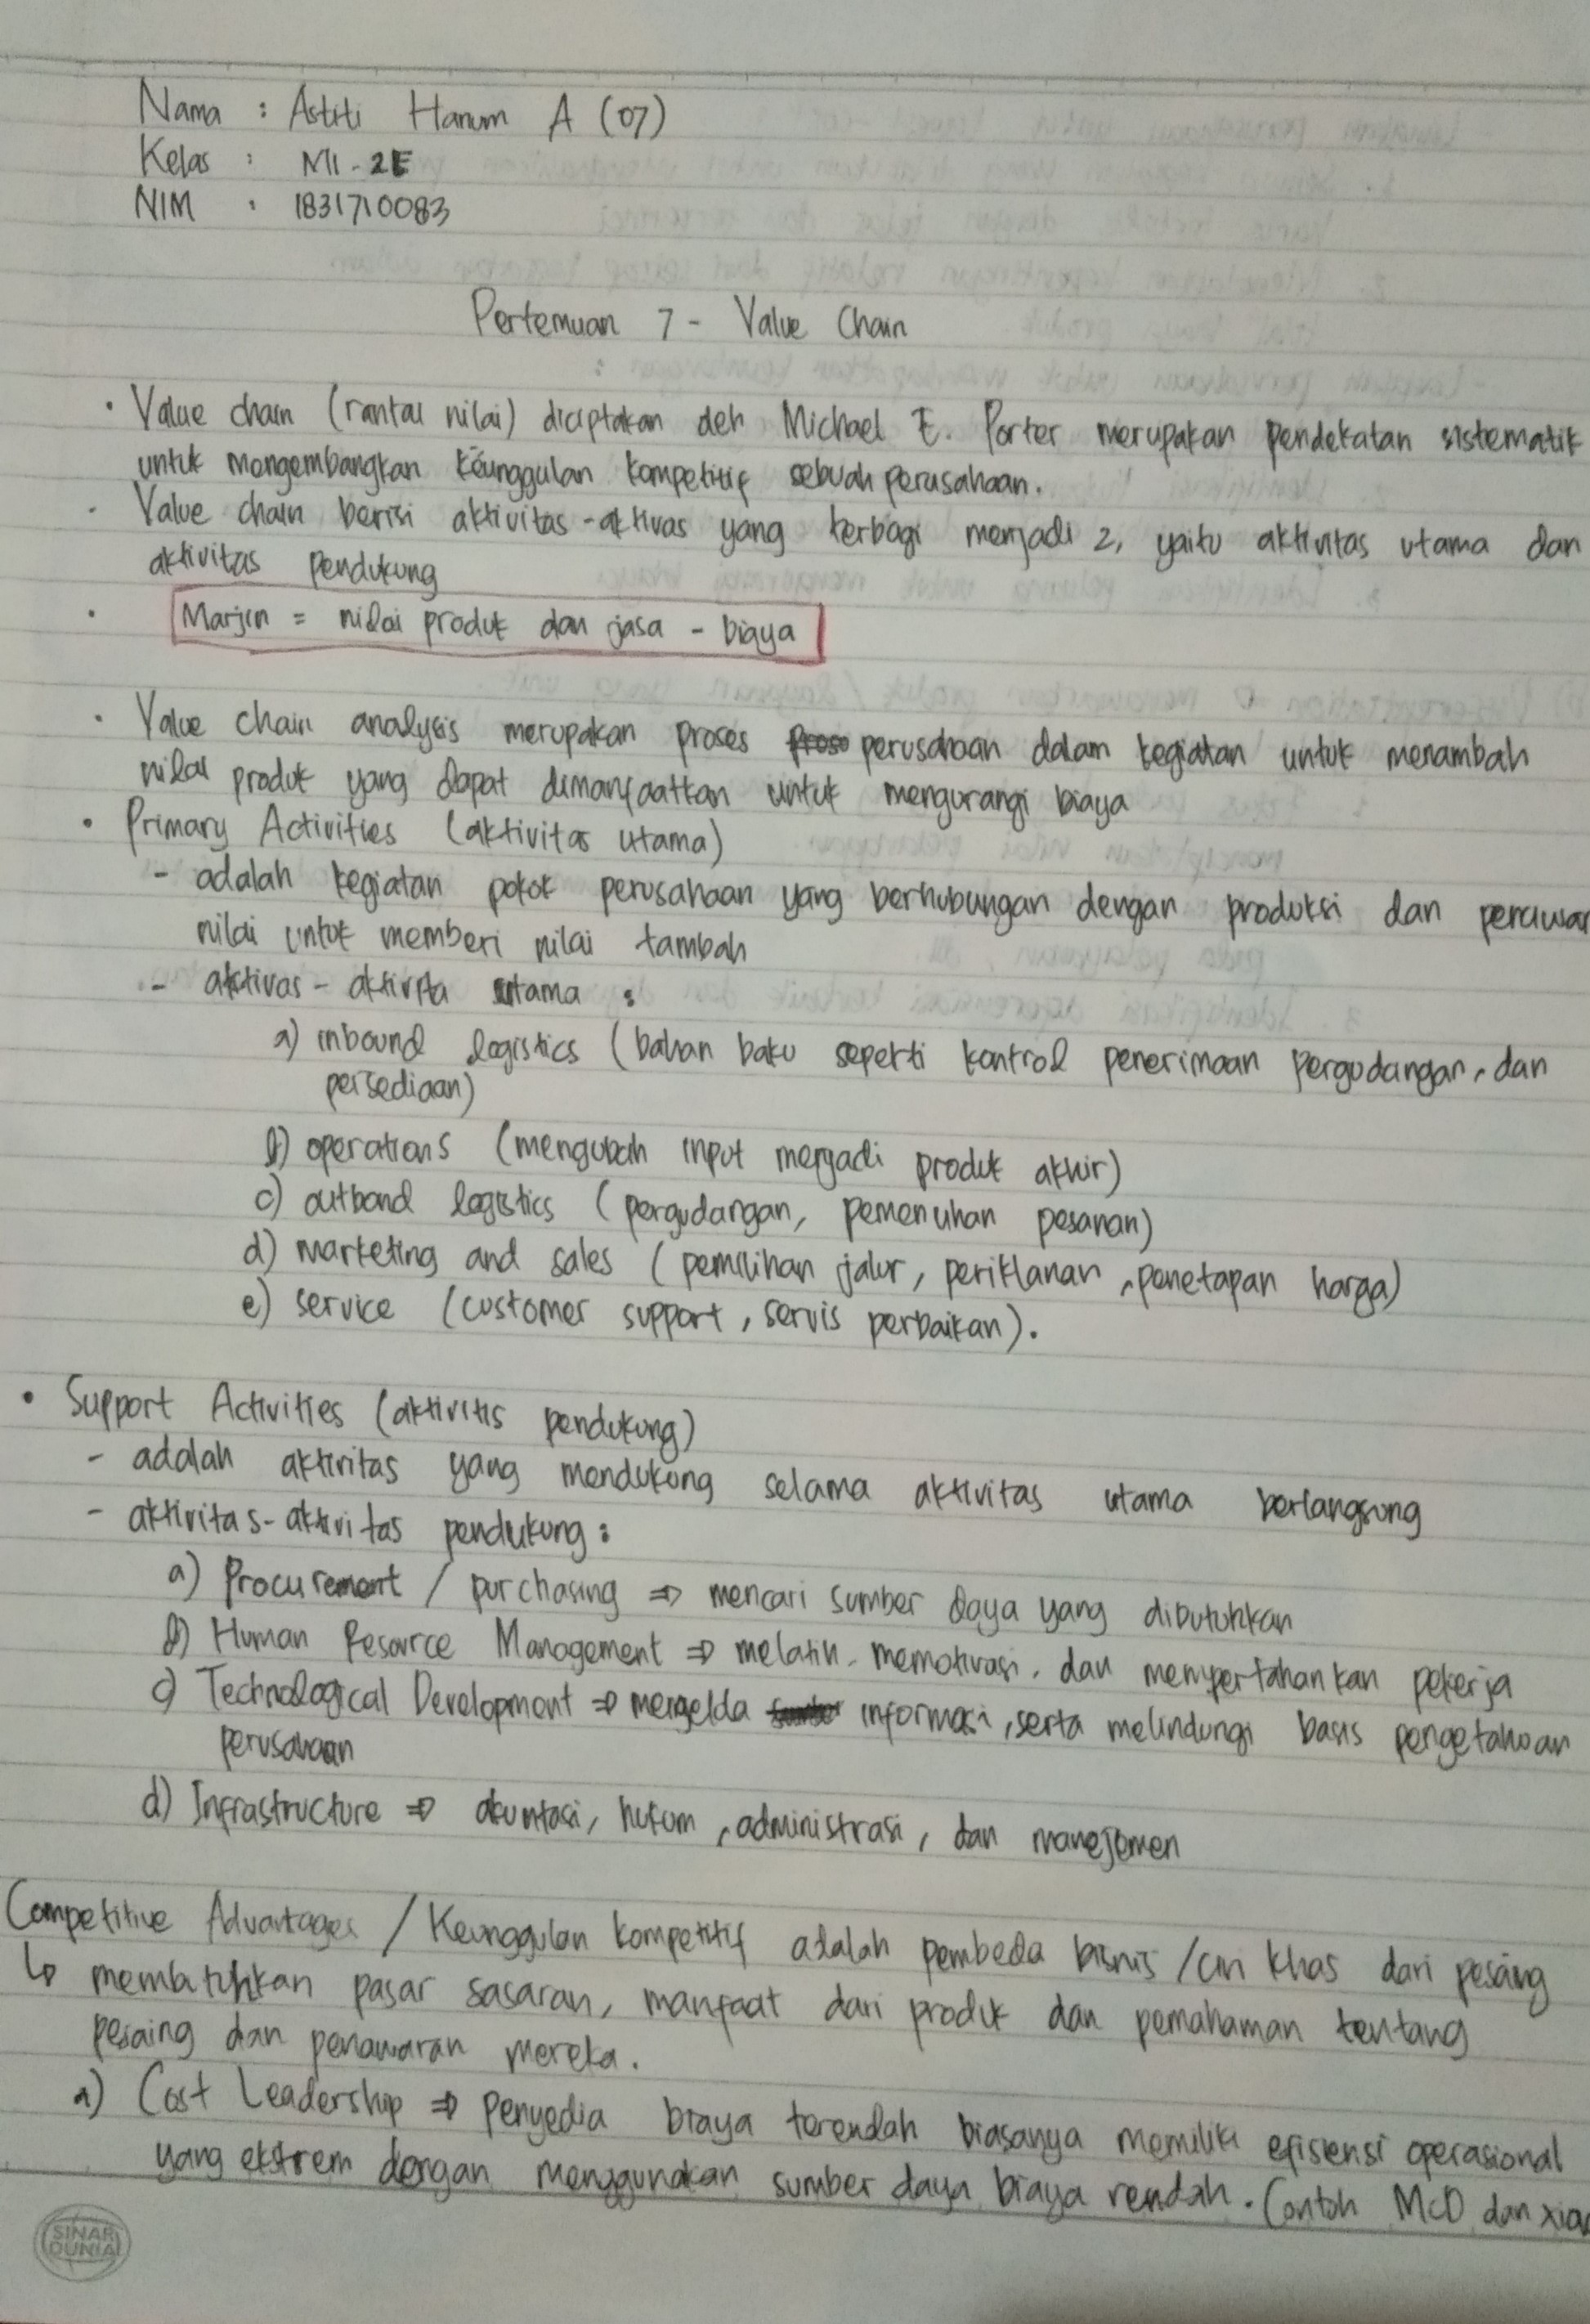 Nama : Astiti Hanum A (07)
Kelas : MI - 2E
NIM : 1831710083
Pertemuan 7 - Value Chain
• Value chain (rantai nilai) diciptakan oleh Michael E. Porter merupakan pendekatan sistematik
untuk mengembangkan keunggulan kompetitif sebuah perusahaan.
• Value chain berisi aktivitas-aktivas yang terbagi menjadi 2, yaitu aktivitas utama dan
aktivitas pendukung
• Marjin = nilai produk dan jasa - biaya
• Value chain analysis merupakan proses perusahaan dalam kegiatan untuk menambah
nilai produk yang dapat dimanfaatkan untuk mengurangi biaya
• Primary Activities (aktivitas utama)
- adalah kegiatan pokok perusahaan yang berhubungan dengan produksi dan penawar
nilai untuk memberi nilai tambah
- aktivas - aktivita utama :
a) inbound logistics (bahan baku seperti kontrol penerimaan pergudangan, dan
persediaan)
b) operations (mengubah input menjadi produk akhir)
c) outbond logistics (pergudangan, pemenuhan pesanan)
d) marketing and sales (pemilihan jalur, periklanan, penetapan harga)
e) service (customer support, servis perbaikan).
• Support Activities (aktivitis pendukung)
- adalah aktivitas yang mendukung selama aktivitas utama berlangsung
- aktivitas-aktivitas pendukung :
a) Procurement / purchasing ⇒ mencari sumber daya yang dibutuhkan
b) Human Resource Management ⇒ melatih, memotivasi, dan mempertahankan pekerja
c) Technological Development ⇒ mengelola informasi, serta melindungi basis pengetahuan
perusahaan
d) Infrastructure ⇒ akuntasi, hukum, administrasi, dan manejemen
Competitive Advantages / Keunggulan kompetitif adalah pembeda bisnis / ciri khas dari pesaing
↳ membutuhkan pasar sasaran, manfaat dari produk dan pemahaman tentang
pesaing dan penawaran mereka.
a) Cost Leadership ⇒ penyedia biaya terendah biasanya memiliki efisiensi operasional
yang ekstrem dengan menggunakan sumber daya biaya rendah. Contoh McD dan xiao
SINAR
DUNIA